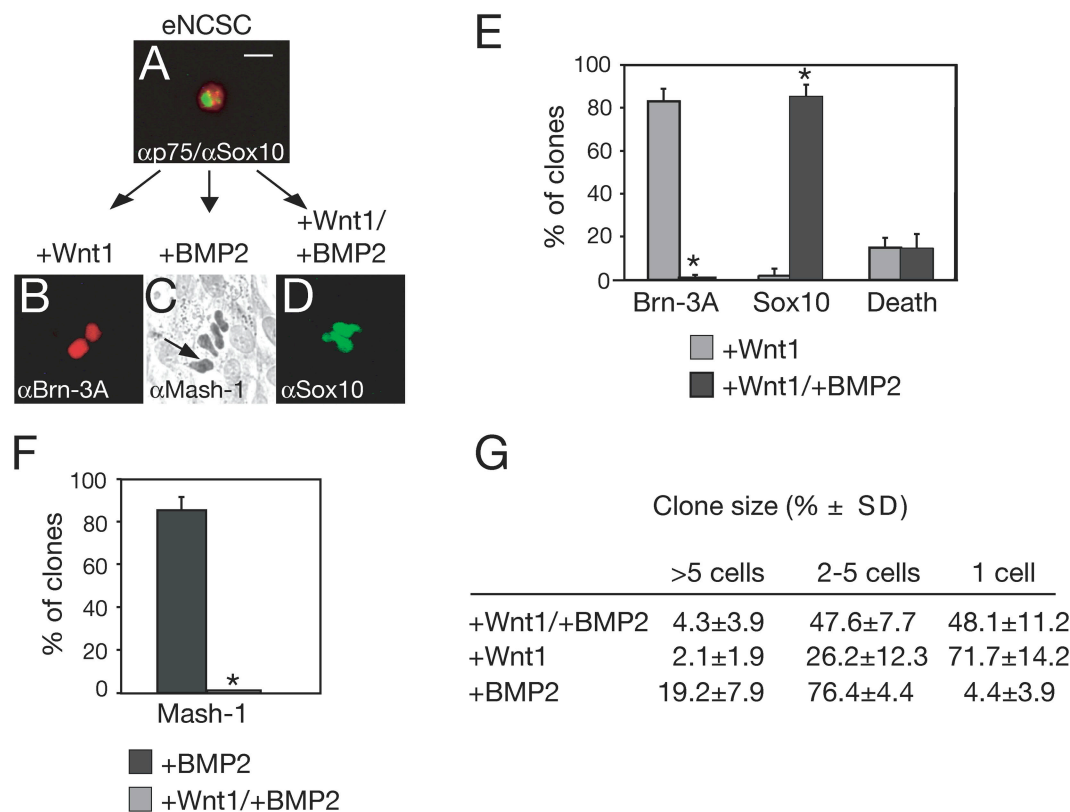 eNCSC
A
αp75/αSox10
+Wnt1
+BMP2
+Wnt1/
+BMP2
B
αBrn-3A
C
αMash-1
D
αSox10
E
100
80
60
40
20
0
% of clones
*
*
Brn-3A Sox10 Death
+Wnt1
+Wnt1/+BMP2
F
100
80
60
40
20
0
% of clones
*
Mash-1
+BMP2
+Wnt1/+BMP2
G
Clone size (% ± SD)
>5 cells 2-5 cells 1 cell
+Wnt1/+BMP2 4.3±3.9 47.6±7.7 48.1±11.2
+Wnt1 2.1±1.9 26.2±12.3 71.7±14.2
+BMP2 19.2±7.9 76.4±4.4 4.4±3.9